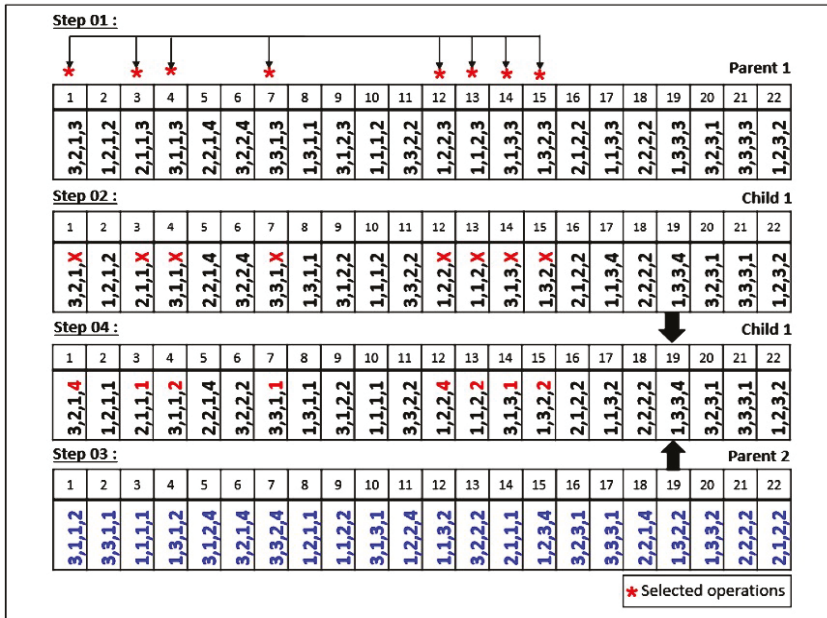 Step 01 :
Parent 1
1 2 3 4 5 6 7 8 9 10 11 12 13 14 15 16 17 18 19 20 21 22
3,2,1,3 1,2,1,2 2,1,1,3 3,1,1,3 2,2,1,4 3,2,2,4 3,3,1,3 1,3,1,1 3,1,2,3 1,1,1,2 3,3,2,2 1,2,2,3 1,1,2,3 3,1,3,3 1,3,2,3 2,1,2,2 1,1,3,3 2,2,2,2 1,3,3,3 3,2,3,1 3,3,3,3 1,2,3,2
Step 02 :
Child 1
1 2 3 4 5 6 7 8 9 10 11 12 13 14 15 16 17 18 19 20 21 22
3,2,1,X 1,2,1,2 2,1,1,X 3,1,1,X 2,2,1,4 3,2,2,4 3,3,1,X 1,3,1,1 3,1,2,2 1,1,1,2 3,3,2,2 1,2,2,X 1,1,2,X 3,1,3,X 1,3,2,X 2,1,2,2 1,1,3,4 2,2,2,2 1,3,3,4 3,2,3,1 3,3,3,1 1,2,3,2
Step 04 :
Child 1
1 2 3 4 5 6 7 8 9 10 11 12 13 14 15 16 17 18 19 20 21 22
3,2,1,4 1,2,1,1 2,1,1,1 3,1,1,2 2,2,1,4 3,2,2,2 3,3,1,1 1,3,1,1 3,1,2,2 1,1,1,1 3,3,2,2 1,2,2,4 1,1,2,2 3,1,3,1 1,3,2,2 2,1,2,2 1,1,3,2 2,2,2,2 1,3,3,4 3,2,3,1 3,3,3,1 1,2,3,2
Step 03 :
Parent 2
1 2 3 4 5 6 7 8 9 10 11 12 13 14 15 16 17 18 19 20 21 22
3,1,1,2 3,3,1,1 1,1,1,1 1,3,1,2 3,1,2,4 3,2,1,4 3,3,2,4 1,2,1,1 1,1,2,2 3,1,3,1 1,2,2,4 1,1,3,2 3,2,2,2 2,1,1,1 1,2,3,4 3,2,3,1 3,3,3,1 2,2,1,4 1,3,2,2 1,3,3,2 2,2,2,2 2,1,2,2
* Selected operations